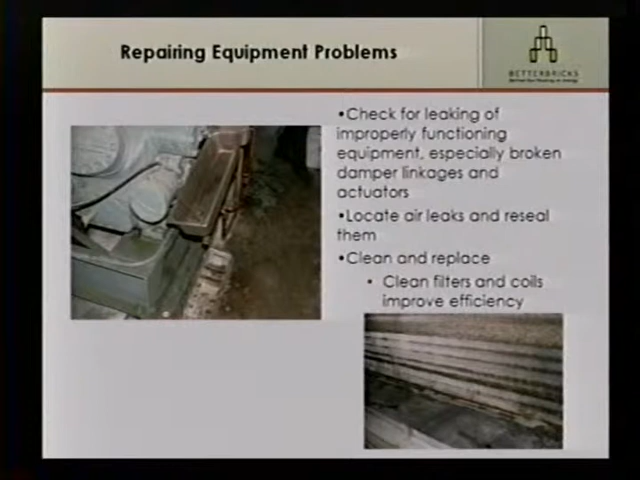 Repairing Equipment Problems
BETTERBRICKS
•Check for leaking of
improperly functioning
equipment, especially broken
damper linkages and
actuators
•Locate air leaks and reseal
them
•Clean and replace
• Clean filters and coils
improve efficiency